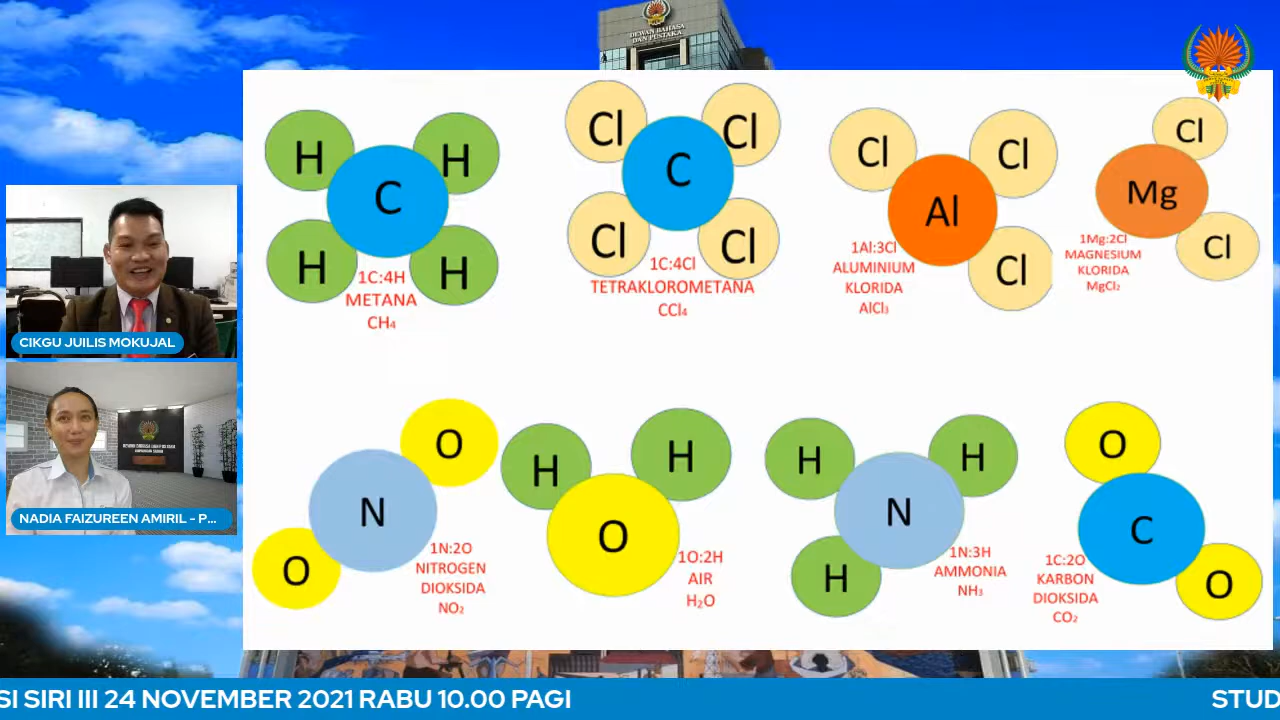 DEWAN BAHASA
DAN PUSTAKA
H
H
C
H
H
1C:4H
METANA
CH₄
Cl
Cl
C
Cl
Cl
1C:4Cl
TETRAKLOROMETANA
CCl₄
Cl
Cl
Al
Cl
1Al:3Cl
ALUMINIUM
KLORIDA
AlCl₃
Cl
Mg
Cl
1Mg:2Cl
MAGNESIUM
KLORIDA
MgCl₂
O
N
O
1N:2O
NITROGEN
DIOKSIDA
NO₂
H
H
O
1O:2H
AIR
H₂O
H
H
N
H
1N:3H
AMMONIA
NH₃
O
C
O
1C:2O
KARBON
DIOKSIDA
CO₂
CIKGU JUILIS MOKUJAL
NADIA FAIZUREEN AMIRIL - P...
SI SIRI III 24 NOVEMBER 2021 RABU 10.00 PAGI
STUD